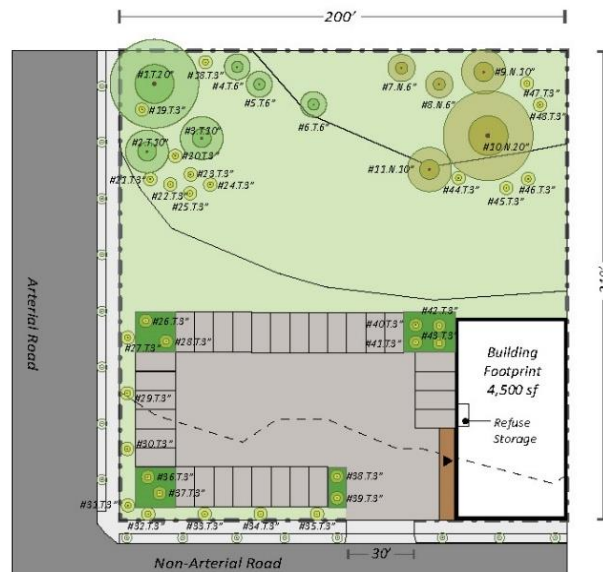 200'
#1.T.20"
#18.T.3"
#4.T.6"
#5.T.6"
#6.T.6"
#7.N.6"
#8.N.6"
#9.N.10"
#47.T.3"
#48.T.3"
#19.T.3"
#3.T.10"
#2.T.10"
#20.T.3"
#10.N.20"
#11.N.10"
#21.T.3"
#23.T.3"
#24.T.3"
#22.T.3"
#25.T.3"
#44.T.3"
#46.T.3"
#45.T.3"
Arterial Road
#26.T.3"
#27.T.3"
#28.T.3"
#40.T.3"
#41.T.3"
#42.T.3"
#43.T.3"
Building
Footprint
4,500 sf
Refuse
Storage
#29.T.3"
#30.T.3"
#36.T.3"
#37.T.3"
#38.T.3"
#39.T.3"
#31.T.3"
#32.T.3"
#33.T.3"
#34.T.3"
#35.T.3"
30'
Non-Arterial Road